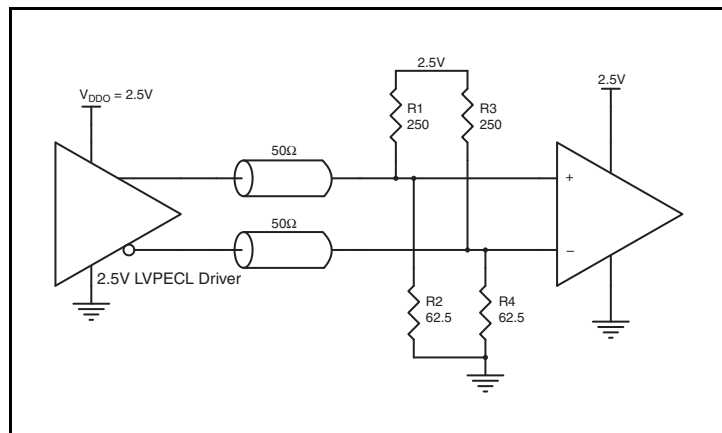 2.5V
2.5V
V_DDO = 2.5V
R1
250
R3
250
50Ω
+
50Ω
–
2.5V LVPECL Driver
R2
62.5
R4
62.5